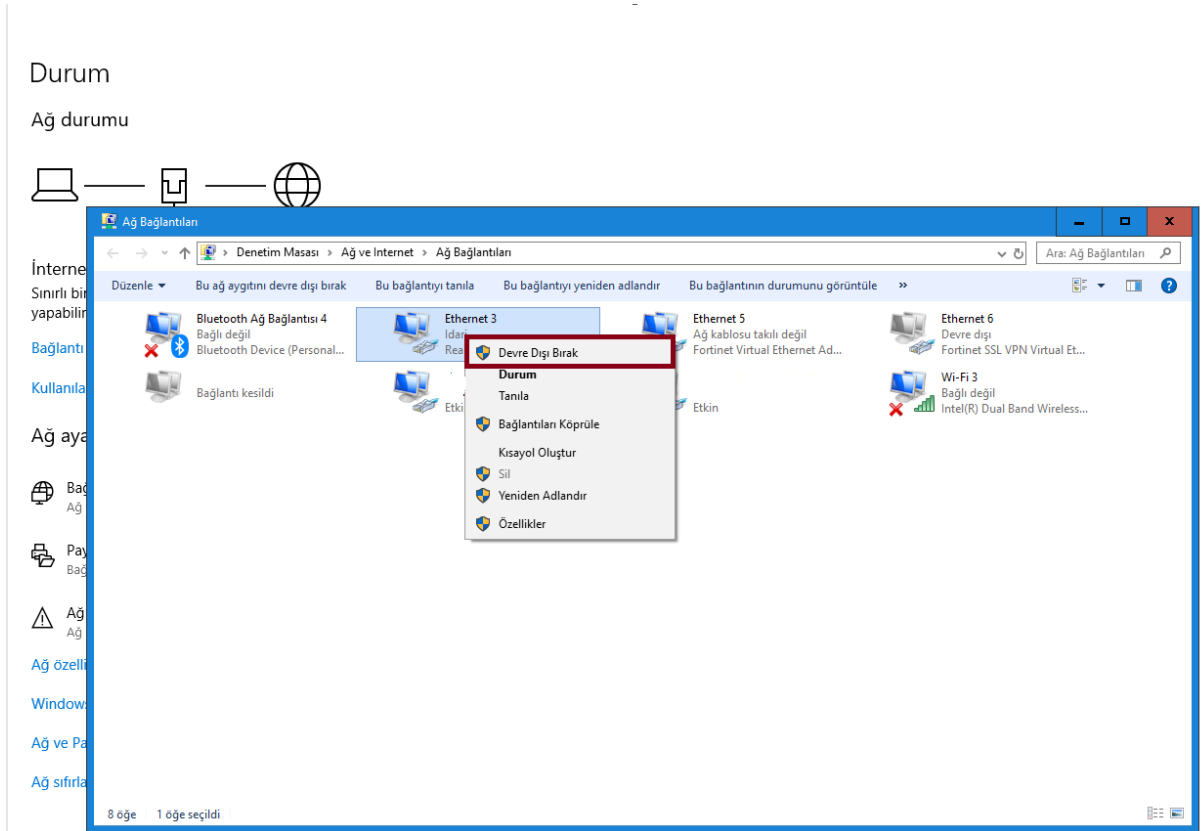 Durum
Ağ durumu
Ağ Bağlantıları
Denetim Masası > Ağ ve Internet > Ağ Bağlantıları
Ara: Ağ Bağlantıları
Düzenle
Bu ağ aygıtını devre dışı bırak
Bu bağlantıyı tanıla
Bu bağlantıyı yeniden adlandır
Bu bağlantının durumunu görüntüle
»
Bluetooth Ağ Bağlantısı 4
Bağlı değil
Bluetooth Device (Personal...
Ethernet 3
İdari
Rea
Ethernet 5
Ağ kablosu takılı değil
Fortinet Virtual Ethernet Ad...
Ethernet 6
Devre dışı
Fortinet SSL VPN Virtual Et...
Bağlantı kesildi
Etki
Etkin
Wi-Fi 3
Bağlı değil
Intel(R) Dual Band Wireless...
Devre Dışı Bırak
Durum
Tanıla
Bağlantıları Köprüle
Kısayol Oluştur
Sil
Yeniden Adlandır
Özellikler
İnterne
Sınırlı bir
yapabilir
Bağlantı
Kullanıla
Ağ aya
Bağ
Ağ
Pay
Bağ
Ağ
Ağ
Ağ özelli
Window
Ağ ve Pa
Ağ sıfırla
8 öğe
1 öğe seçildi